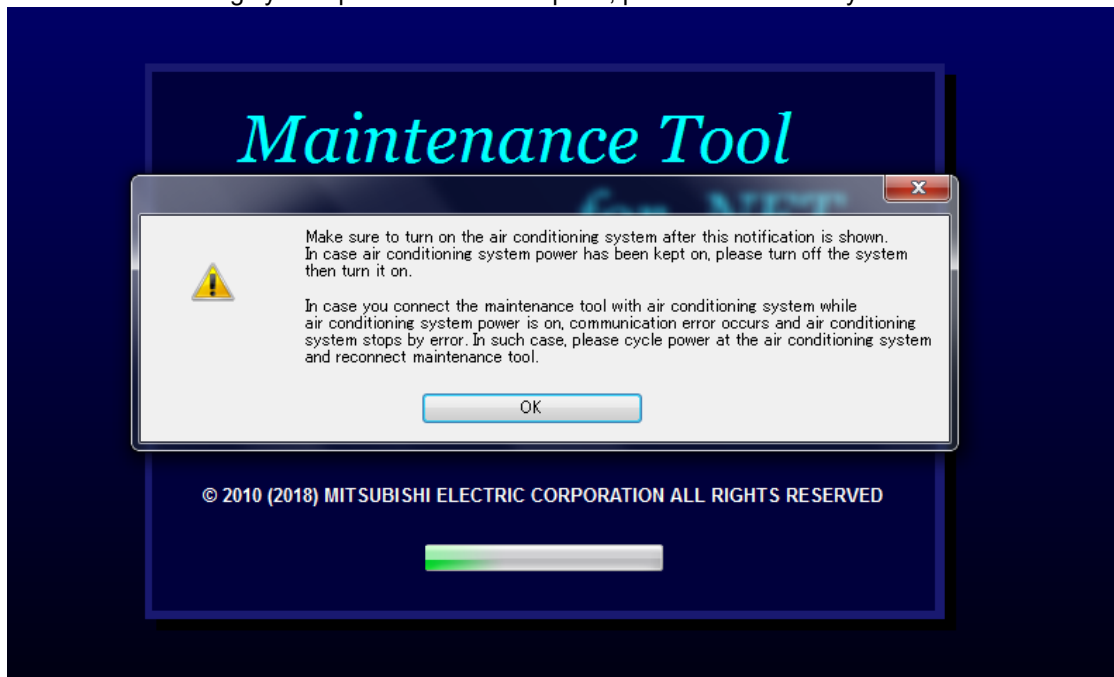 Maintenance Tool
for .NET
Make sure to turn on the air conditioning system after this notification is shown.
In case air conditioning system power has been kept on, please turn off the system
then turn it on.
In case you connect the maintenance tool with air conditioning system while
air conditioning system power is on, communication error occurs and air conditioning
system stops by error. In such case, please cycle power at the air conditioning system
and reconnect maintenance tool.
OK
© 2010 (2018) MITSUBISHI ELECTRIC CORPORATION ALL RIGHTS RESERVED